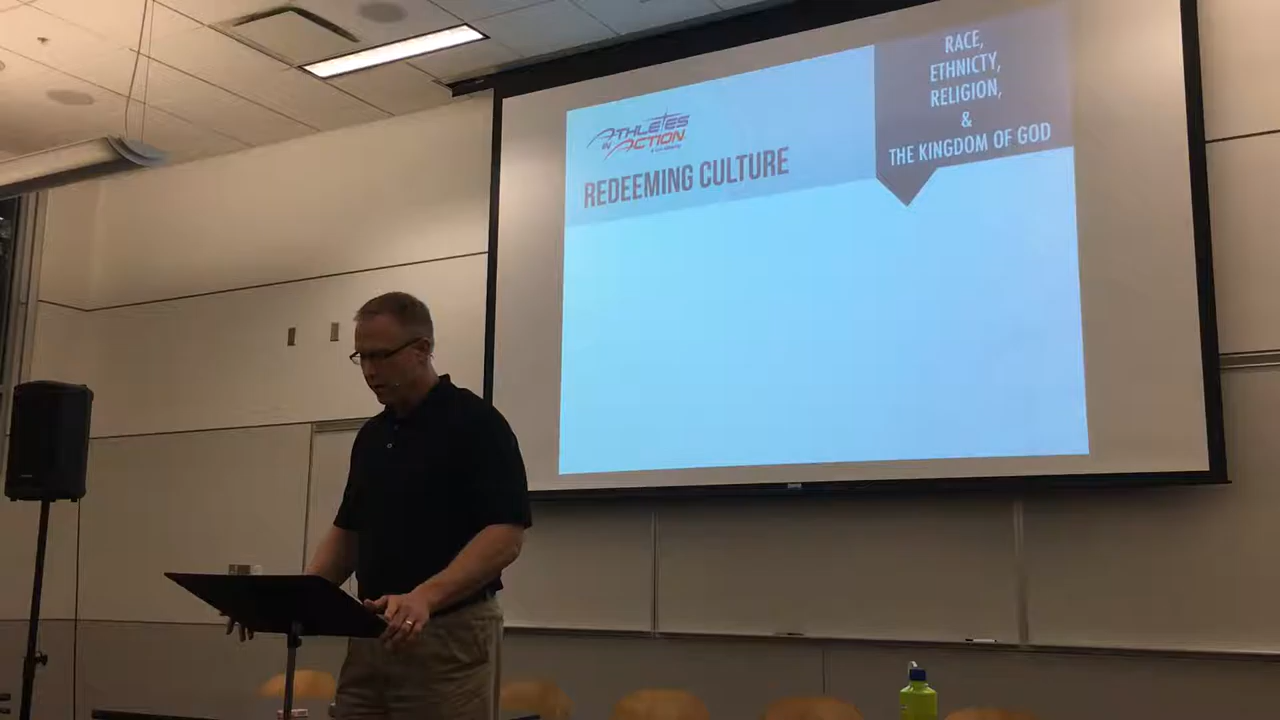 ATHLETES
IN ACTION
REDEEMING CULTURE
RACE,
ETHNICTY,
RELIGION,
&
THE KINGDOM OF GOD